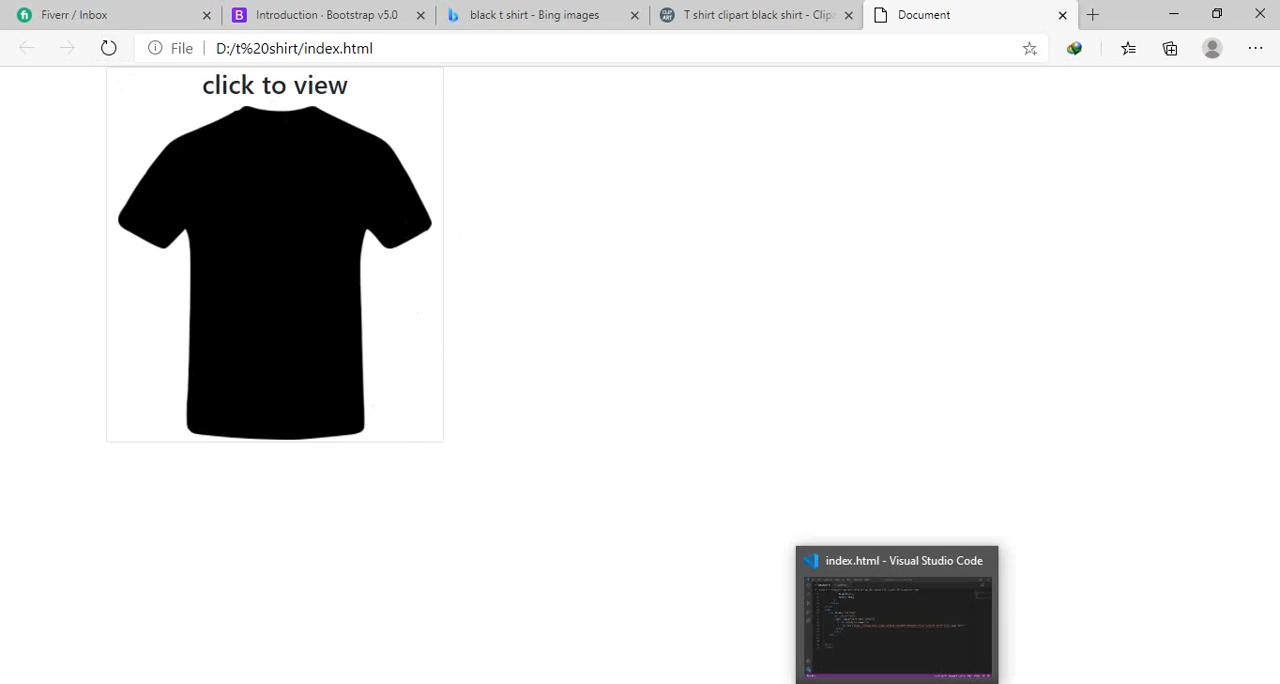 Fiverr / Inbox
Introduction · Bootstrap v5.0
black t shirt - Bing images
T shirt clipart black shirt - Clip
Document
File
D:/t%20shirt/index.html
click to view
index.html - Visual Studio Code